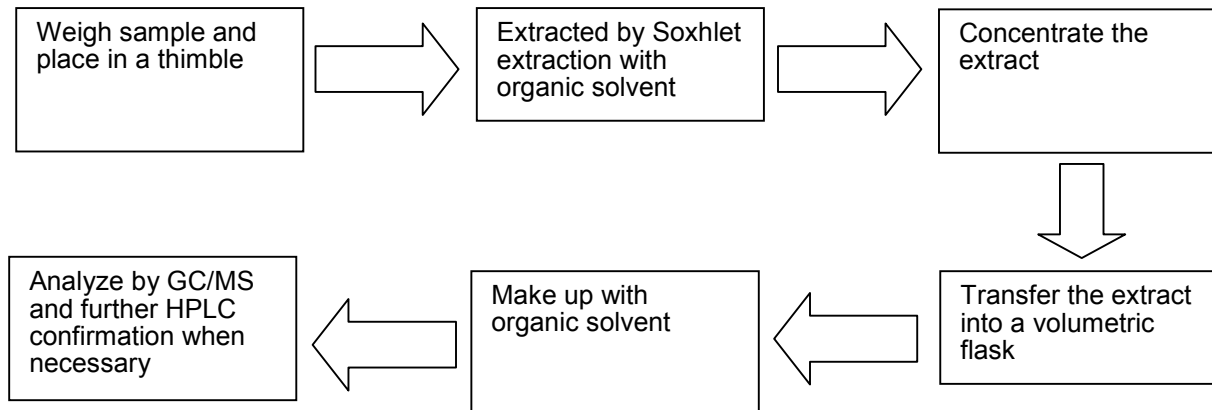 Weigh sample and
place in a thimble
Extracted by Soxhlet
extraction with
organic solvent
Concentrate the
extract
Transfer the extract
into a volumetric
flask
Make up with
organic solvent
Analyze by GC/MS
and further HPLC
confirmation when
necessary